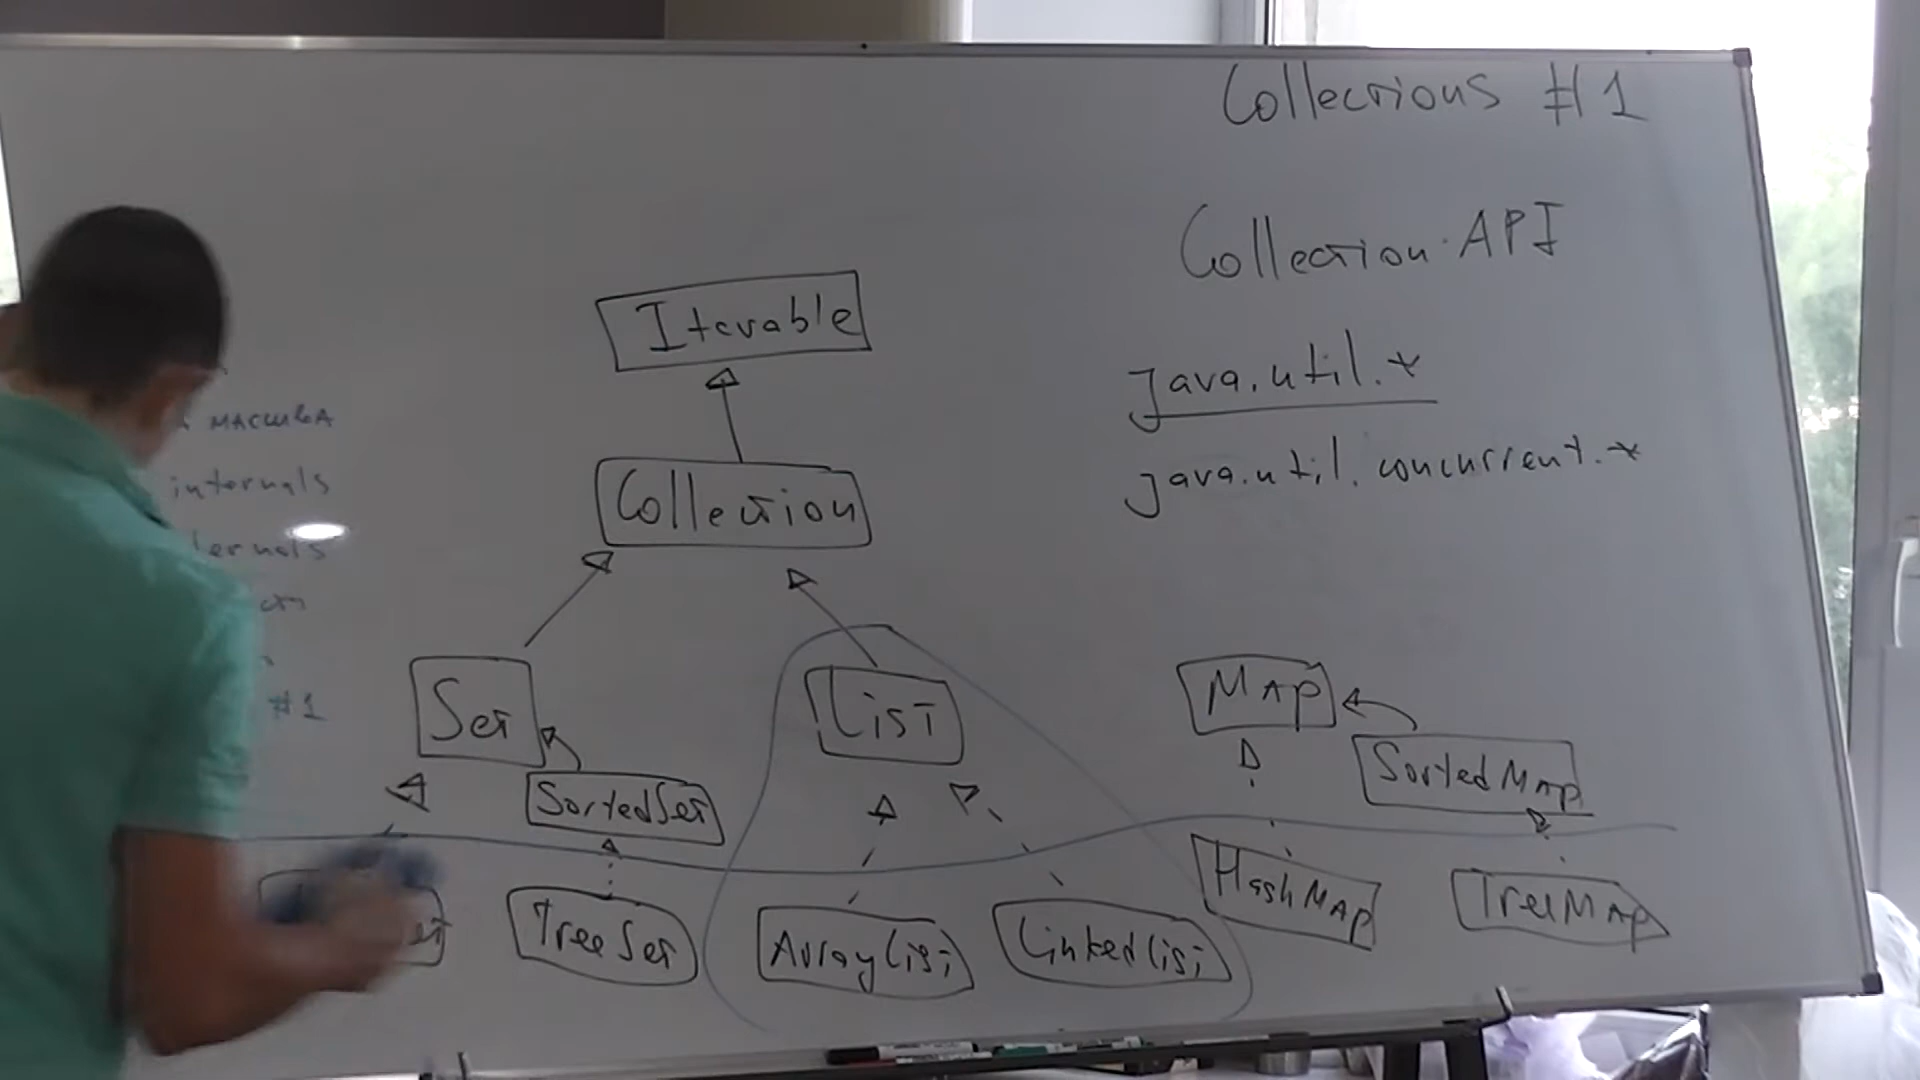 Collections #1
Collection API
java.util.*
java.util.concurrent.*
Iterable
Collection
Set
List
Map
SortedSet
SortedMap
TreeSet
ArrayList
LinkedList
HashMap
TreeMap
массива
internals
#1